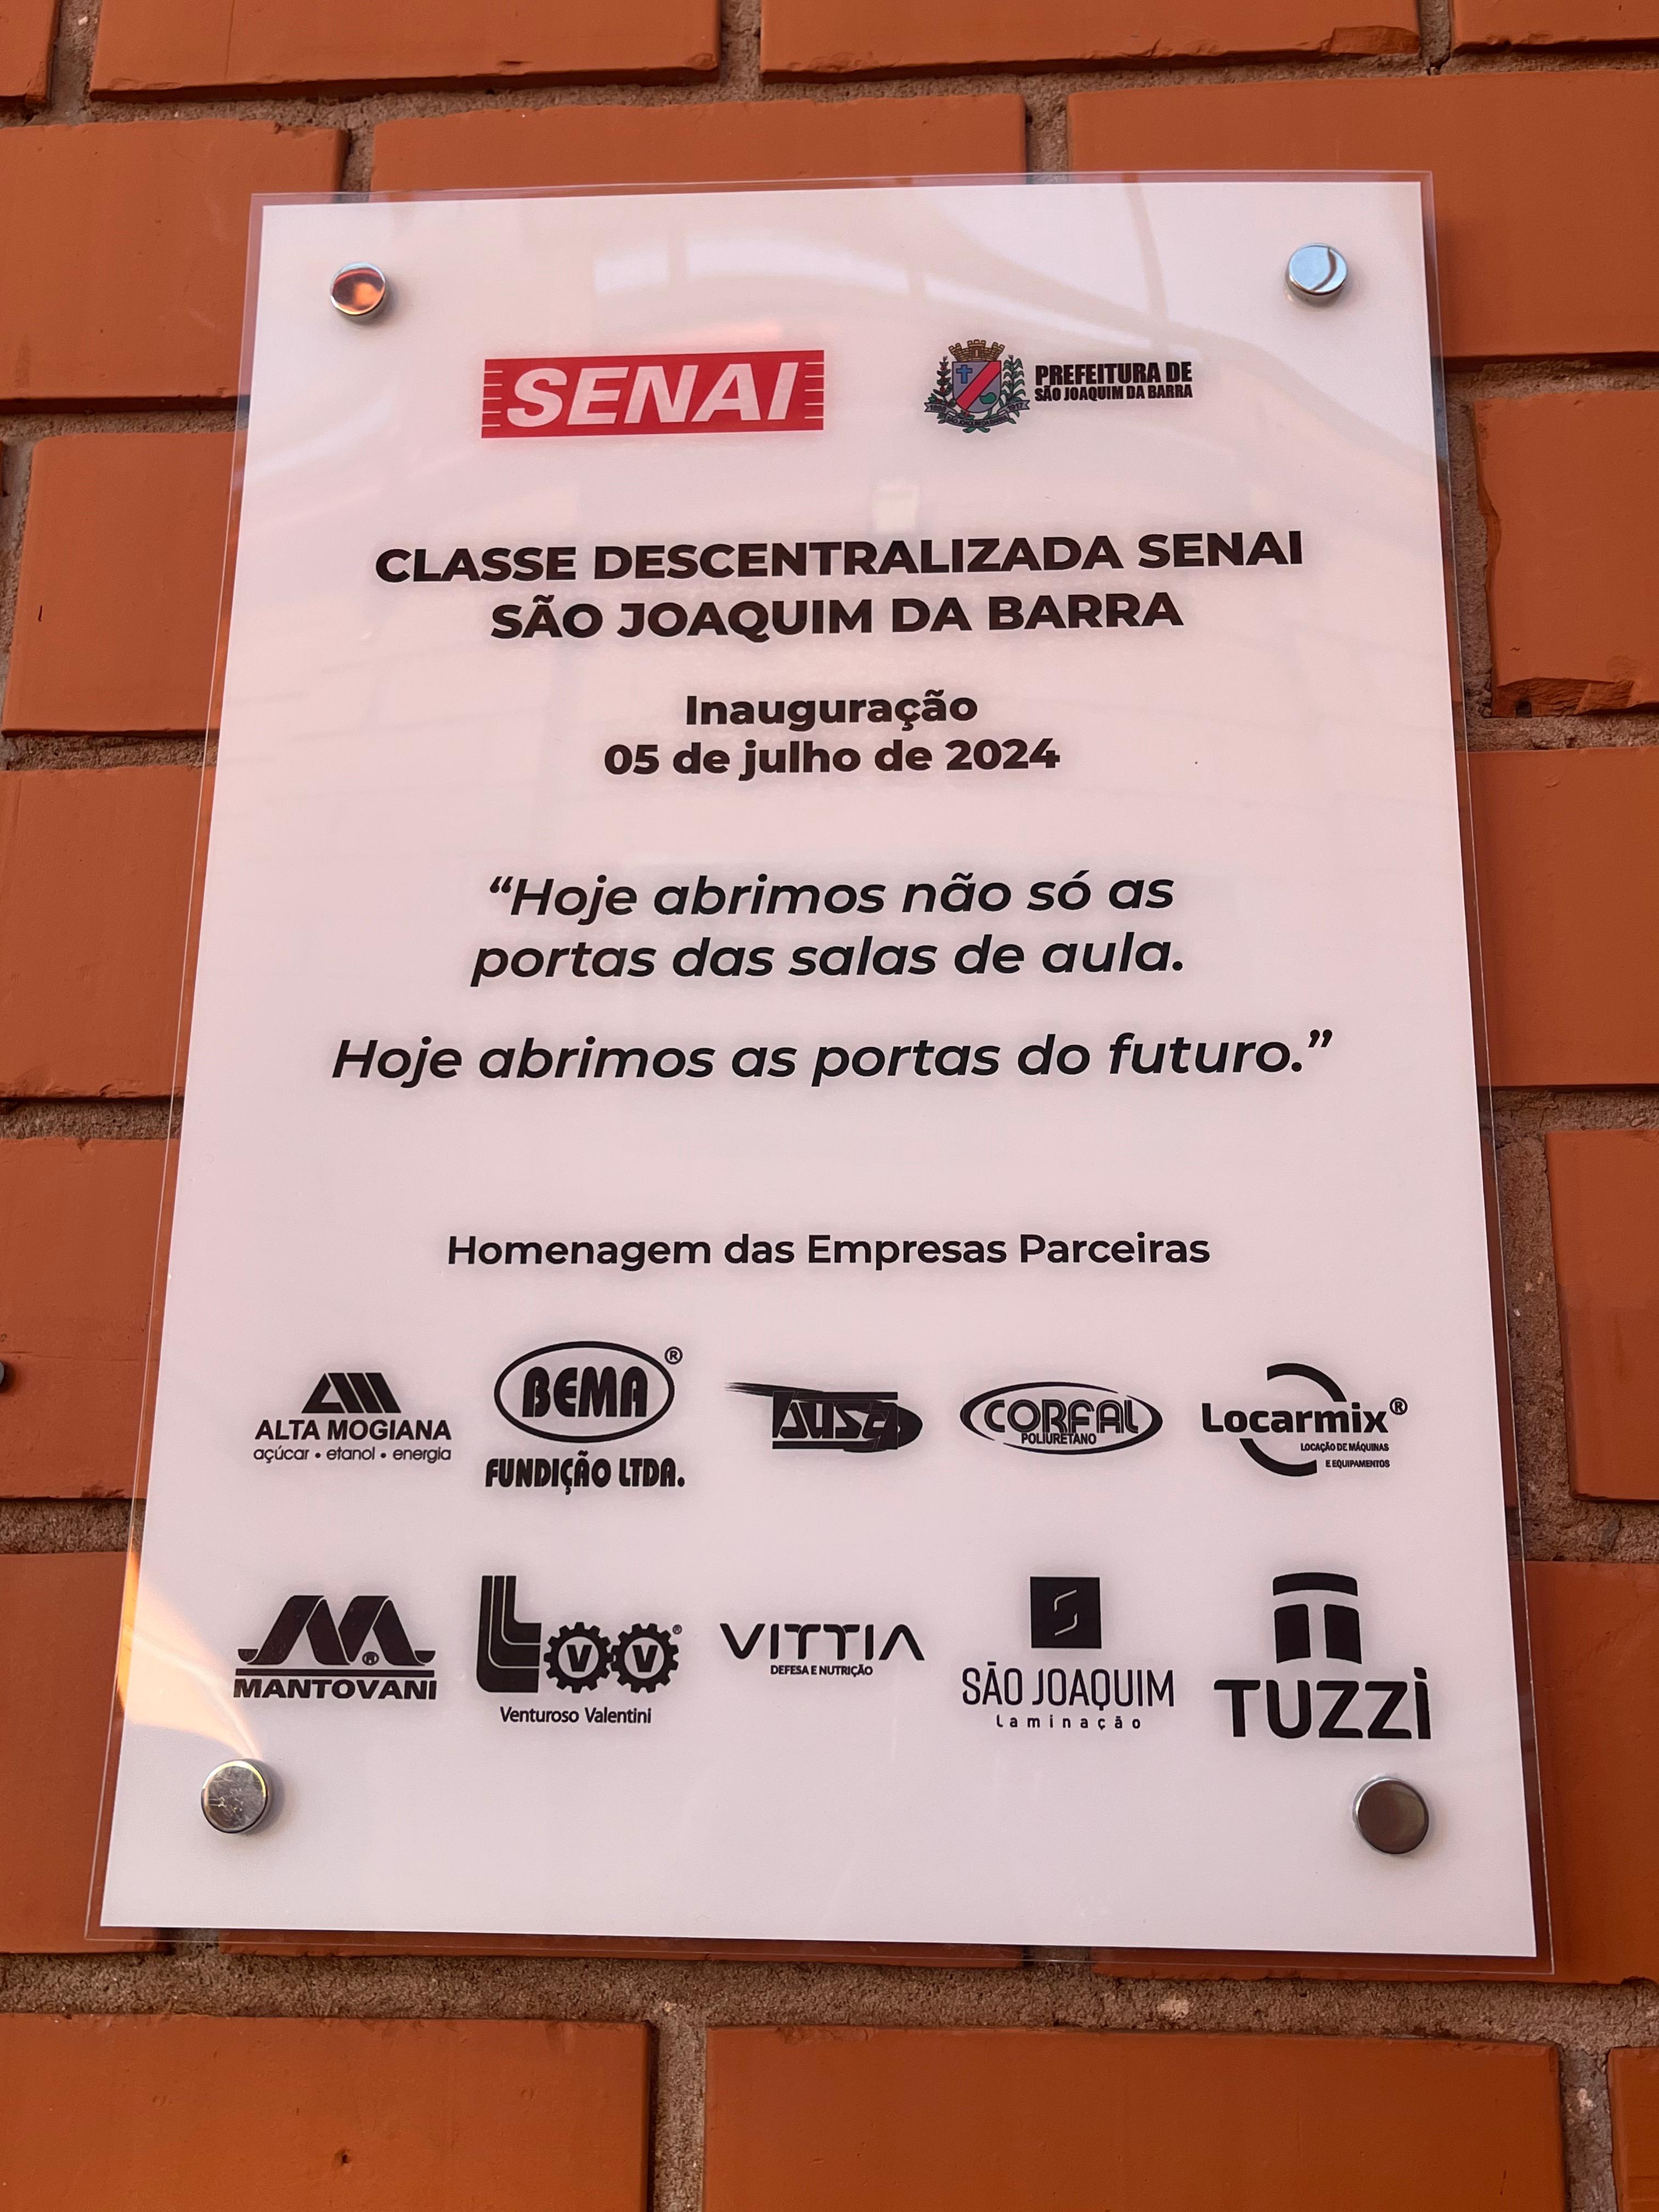 SENAI
PREFEITURA DE
SÃO JOAQUIM DA BARRA
CLASSE DESCENTRALIZADA SENAI
SÃO JOAQUIM DA BARRA
Inauguração
05 de julho de 2024
“Hoje abrimos não só as
portas das salas de aula.
Hoje abrimos as portas do futuro.”
Homenagem das Empresas Parceiras
ALTA MOGIANA
açúcar • etanol • energia
BEMA®
FUNDIÇÃO LTDA.
CORFAL
POLIURETANO
Locarmix®
LOCAÇÃO DE MÁQUINAS
E EQUIPAMENTOS
®
MANTOVANI
VV®
Venturoso Valentini
VITTIA
DEFESA E NUTRIÇÃO
SÃO JOAQUIM
Laminação
TUZZI